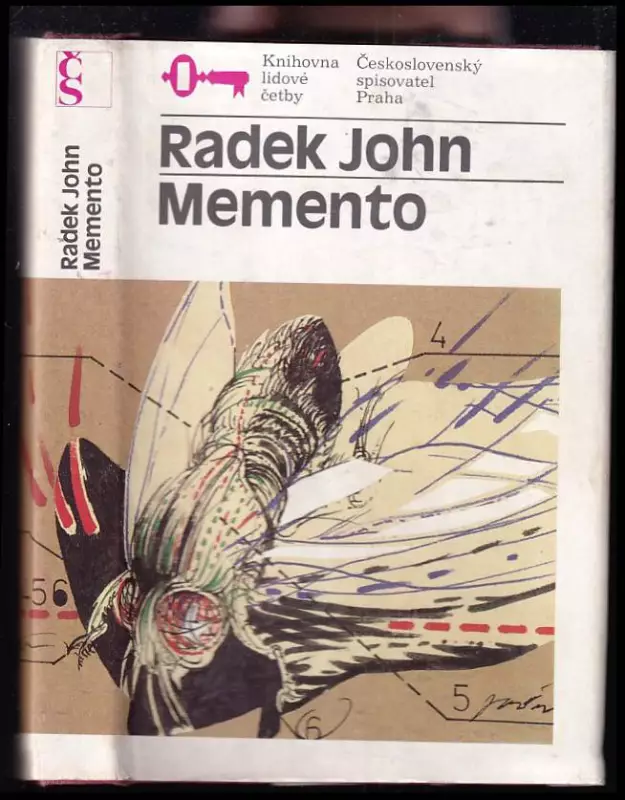 ČS
Radek John
Memento
Knihovna
lidové
četby
Československý
spisovatel
Praha
Radek John
Memento
4
56
5
6